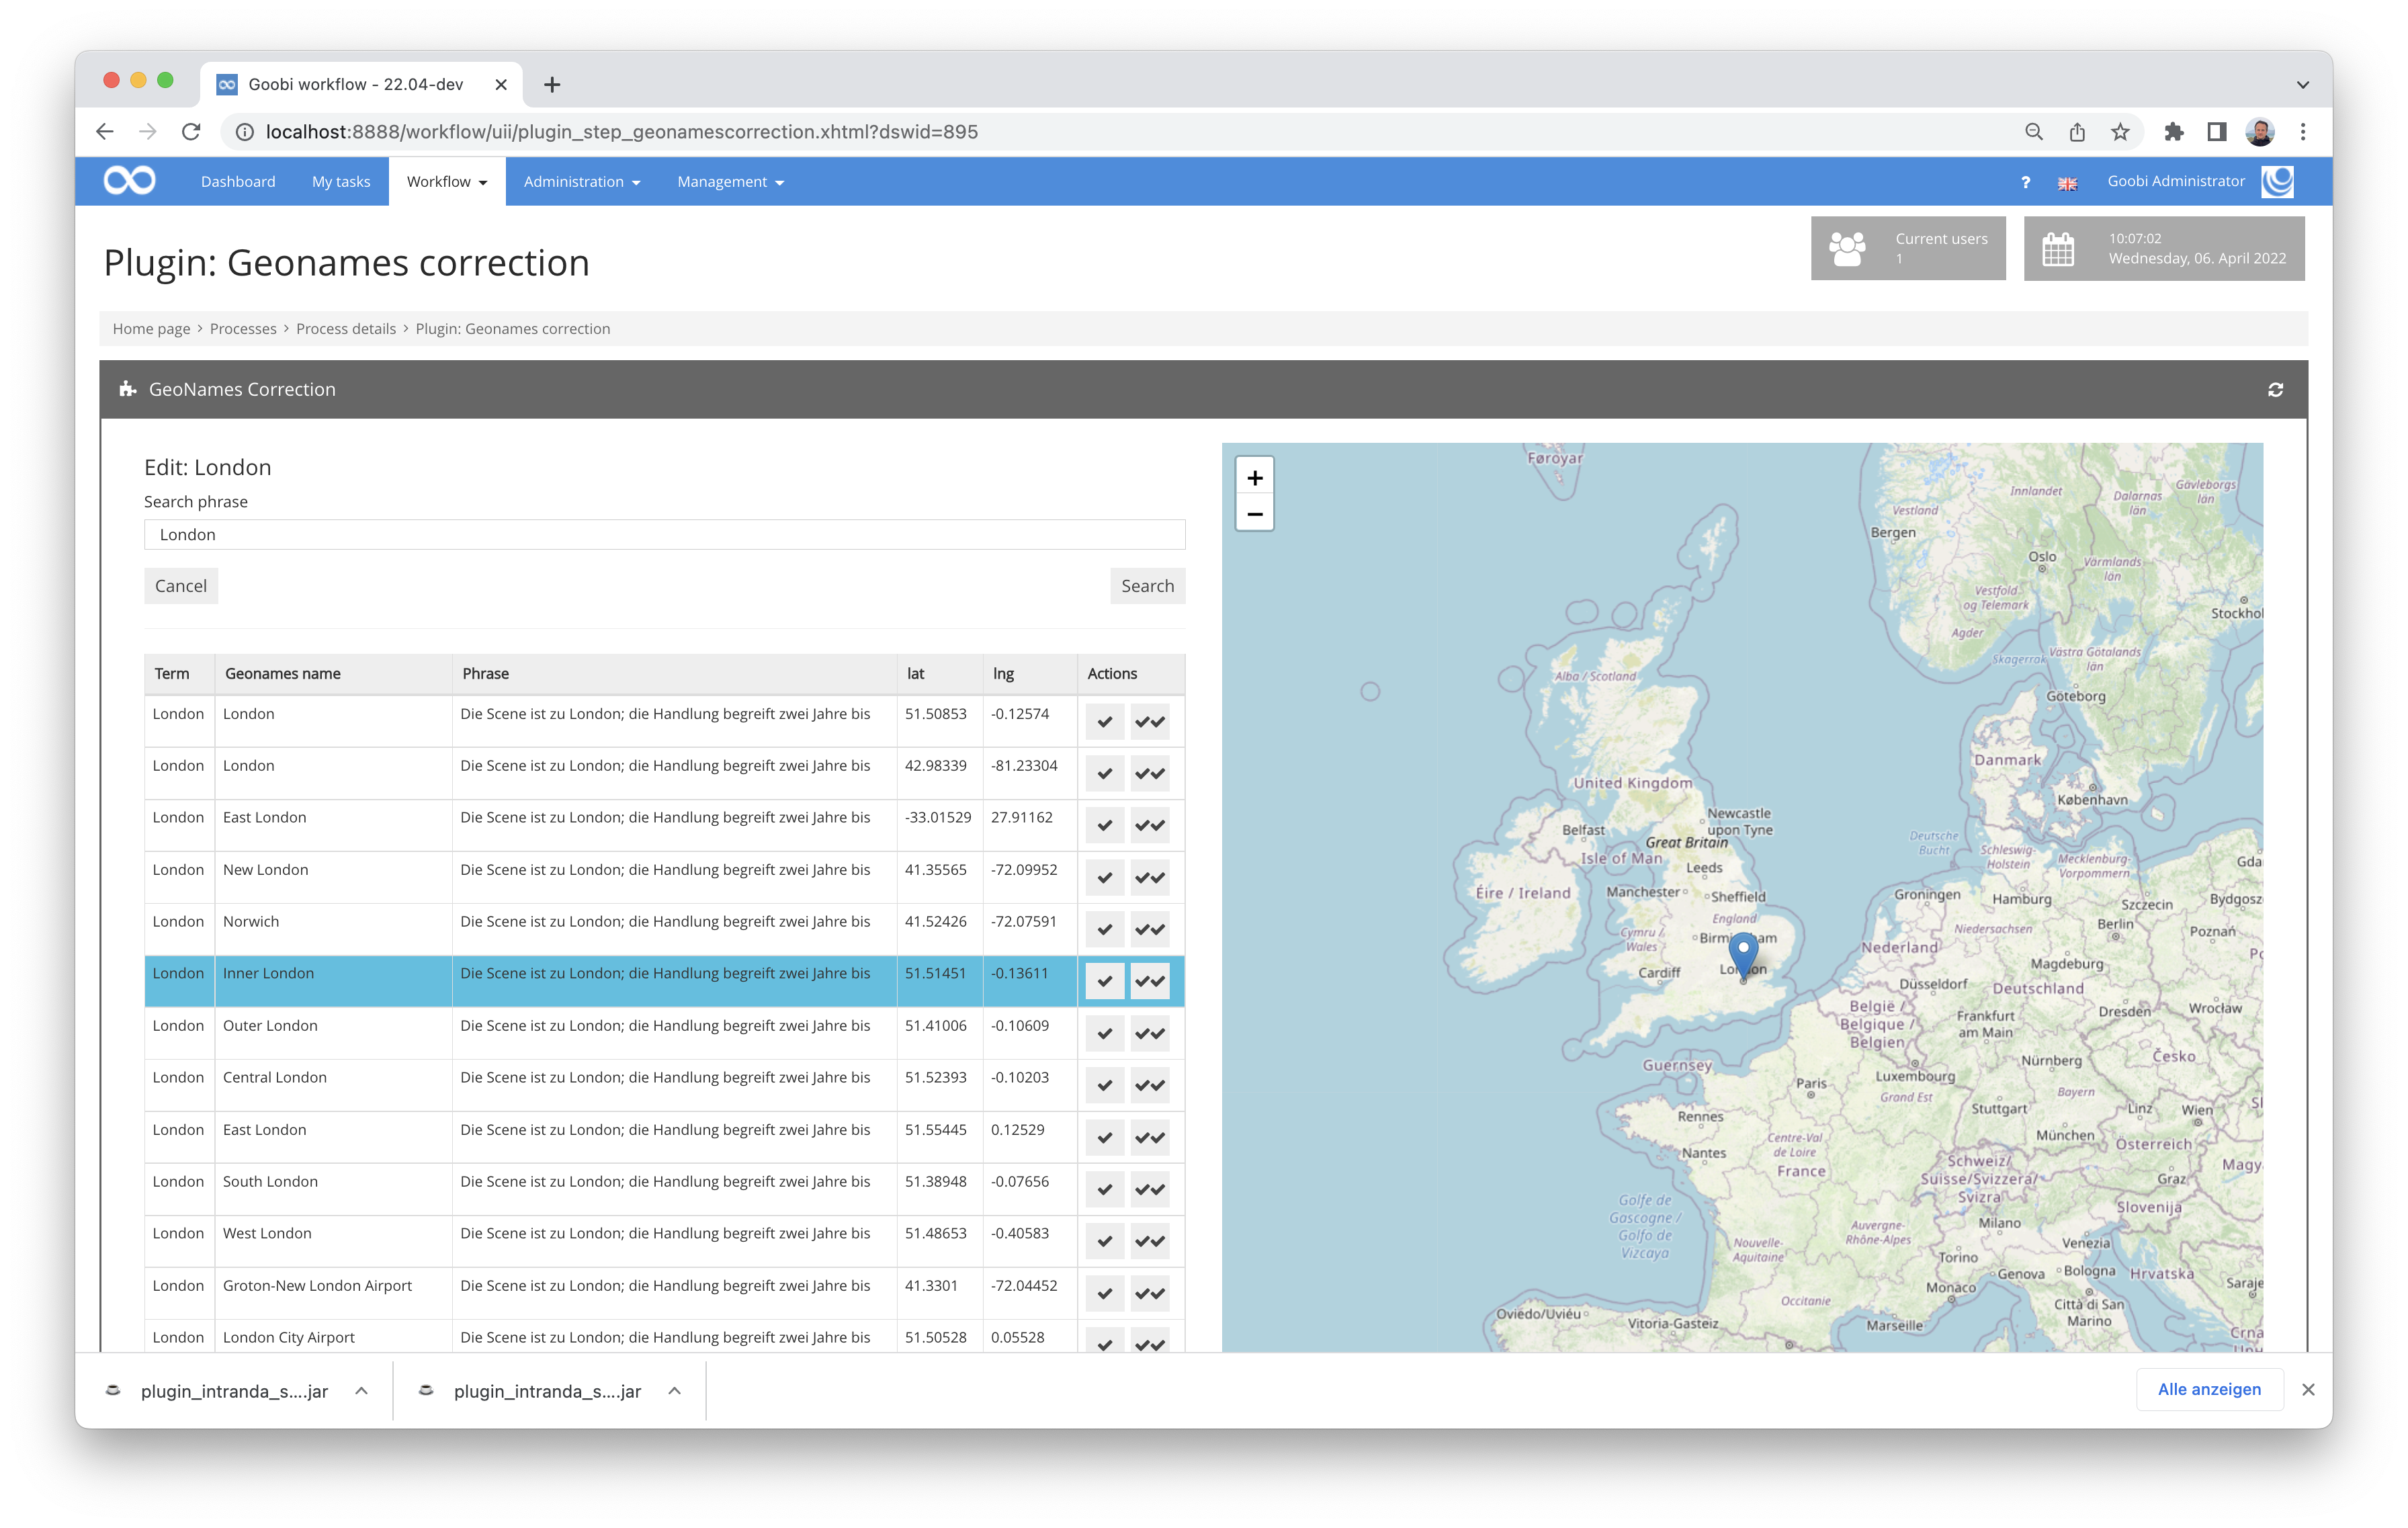 Goobi workflow - 22.04-dev
localhost:8888/workflow/uii/plugin_step_geonamescorrection.xhtml?dswid=895
Dashboard My tasks Workflow Administration Management ? Goobi Administrator
Plugin: Geonames correction
Current users
1
10:07:02
Wednesday, 06. April 2022
Home page › Processes › Process details › Plugin: Geonames correction
GeoNames Correction
Edit: London
Search phrase
London
Cancel Search
Term Geonames name Phrase lat lng Actions
London London Die Scene ist zu London; die Handlung begreift zwei Jahre bis 51.50853 -0.12574
London London Die Scene ist zu London; die Handlung begreift zwei Jahre bis 42.98339 -81.23304
London East London Die Scene ist zu London; die Handlung begreift zwei Jahre bis -33.01529 27.91162
London New London Die Scene ist zu London; die Handlung begreift zwei Jahre bis 41.35565 -72.09952
London Norwich Die Scene ist zu London; die Handlung begreift zwei Jahre bis 41.52426 -72.07591
London Inner London Die Scene ist zu London; die Handlung begreift zwei Jahre bis 51.51451 -0.13611
London Outer London Die Scene ist zu London; die Handlung begreift zwei Jahre bis 51.41006 -0.10609
London Central London Die Scene ist zu London; die Handlung begreift zwei Jahre bis 51.52393 -0.10203
London East London Die Scene ist zu London; die Handlung begreift zwei Jahre bis 51.55445 0.12529
London South London Die Scene ist zu London; die Handlung begreift zwei Jahre bis 51.38948 -0.07656
London West London Die Scene ist zu London; die Handlung begreift zwei Jahre bis 51.48653 -0.40583
London Groton-New London Airport Die Scene ist zu London; die Handlung begreift zwei Jahre bis 41.3301 -72.04452
London London City Airport Die Scene ist zu London; die Handlung begreift zwei Jahre bis 51.50528 0.05528
+
−
Føroyar
Innlandet
Gävleborgs
län
Dalarnas
län
Vestland
Bergen
Oslo
Värmlands
län
Vestfold
og Telemark
Stockhol
Agder
Skagerrak
Västra Götalands
län
Göteborg
Alba / Scotland
Danmark
København
United Kingdom
Newcastle
upon Tyne
Belfast
Great Britain
Isle of Man
Leeds
Deutsche
Bucht
Schleswig-
Holstein
Mecklenburg-
Vorpommern
Gda
Éire / Ireland
Manchester
Sheffield
England
Groningen
Hamburg
Szczecin
Bydgosz
Niedersachsen
Berlin
Poznań
Cymru /
Wales
Nederland
Cardiff
Magdeburg
Düsseldorf
Deutschland
België /
Belgique /
Belgien
Frankfurt
am Main
Dresden
Wrocław
Guernsey
Nürnberg
Česko
Paris
Luxembourg
Grand Est
Bayern
Rennes
Stuttgart
Linz
Wien
Centre-Val
de Loire
München
Österreich
Nantes
France
Schweiz/
Suisse/Svizzera/
Svizra
Magy
Graz
Golfe de
Gascogne /
Golfo de
Vizcaya
Slovenija
Milano
Auvergne-
Rhône-Alpes
Nouvelle-
Aquitaine
Torino
Venezia
Genova
Bologna
Hrvatska
Monaco
Saraje
Occitanie
Città di San
Marino
Oviedo/Uviéu
Vitoria-Gasteiz
Marseille
Crna
plugin_intranda_s....jar
plugin_intranda_s....jar
Alle anzeigen